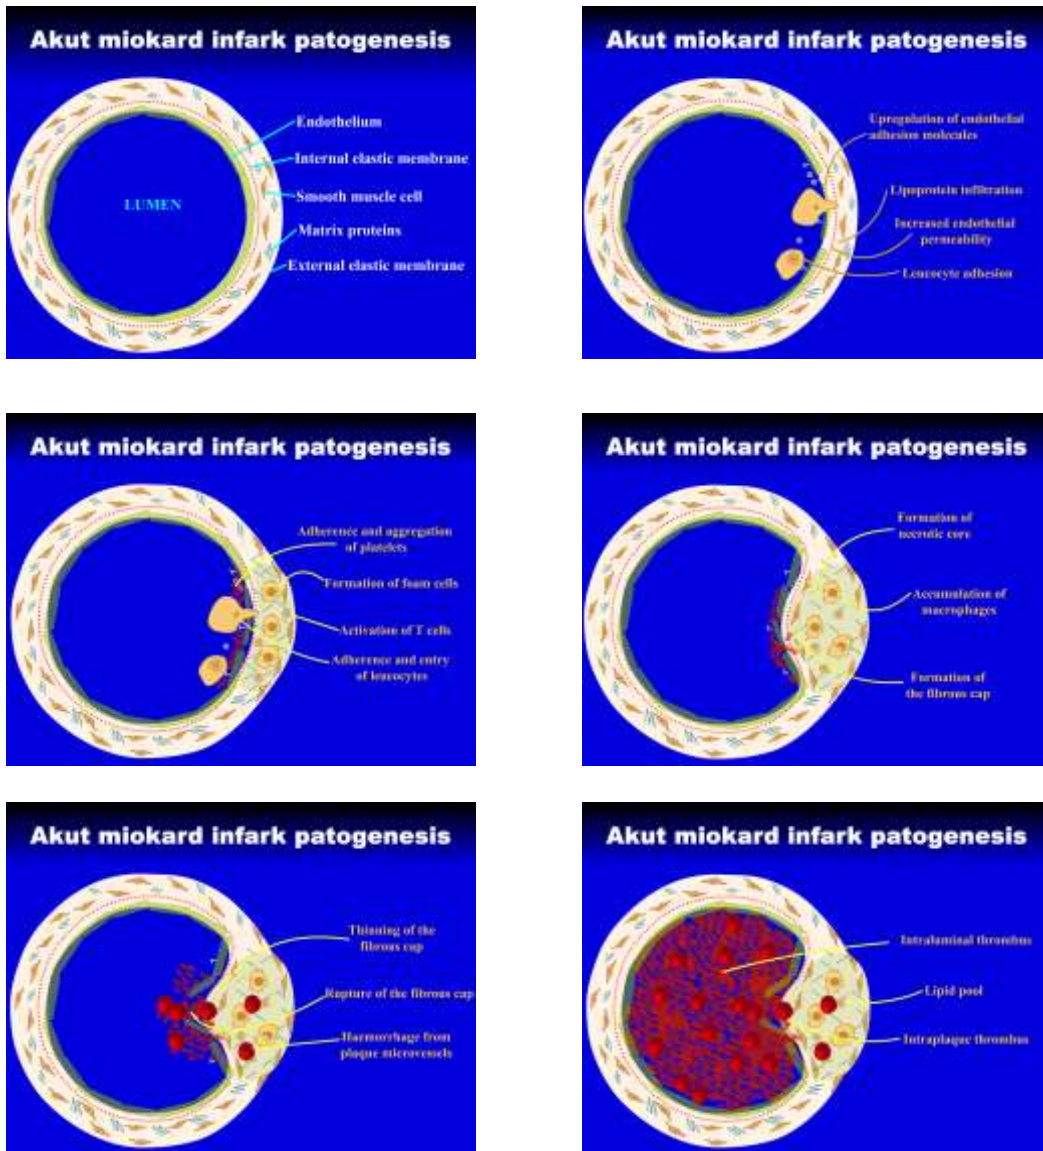 Akut miokard infark patogenesis
Endothelium
Internal elastic membrane
Smooth muscle cell
LUMEN
Matrix proteins
External elastic membrane
Akut miokard infark patogenesis
Upregulation of endothelial
adhesion molecules
Lipoprotein infiltration
Increased endothelial
permeability
Leucocyte adhesion
Akut miokard infark patogenesis
Adherence and aggregation
of platelets
Formation of foam cells
Activation of T cells
Adherence and entry
of leucocytes
Akut miokard infark patogenesis
Formation of
necrotic core
Accumulation of
macrophages
Formation of
the fibrous cap
Akut miokard infark patogenesis
Thinning of the
fibrous cap
Rupture of the fibrous cap
Haemorrhage from
plaque microvessels
Akut miokard infark patogenesis
Intraluminal thrombus
Lipid pool
Intraplaque thrombus